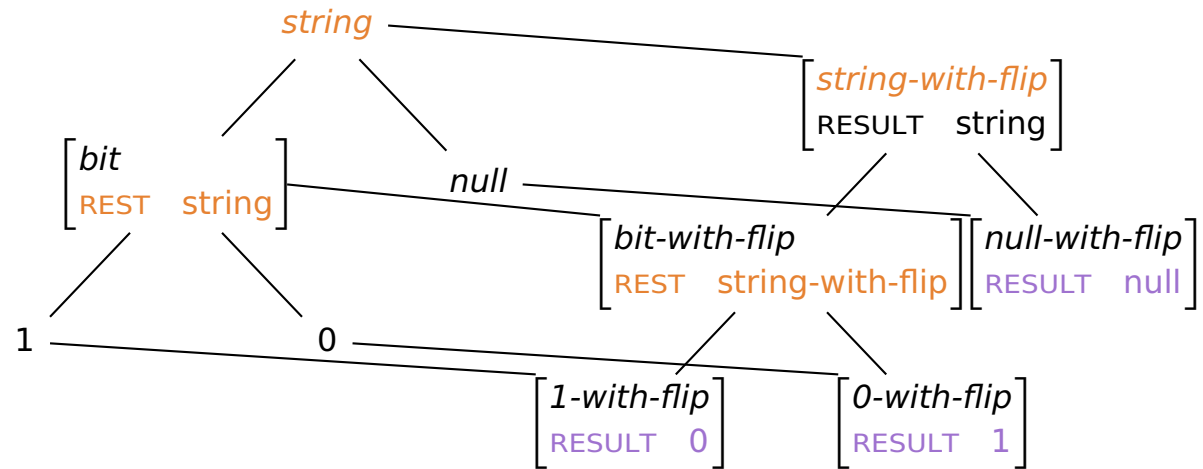 string
string-with-flip
RESULT string
bit
REST string
null
bit-with-flip
REST string-with-flip
null-with-flip
RESULT null
1
0
1-with-flip
RESULT 0
0-with-flip
RESULT 1